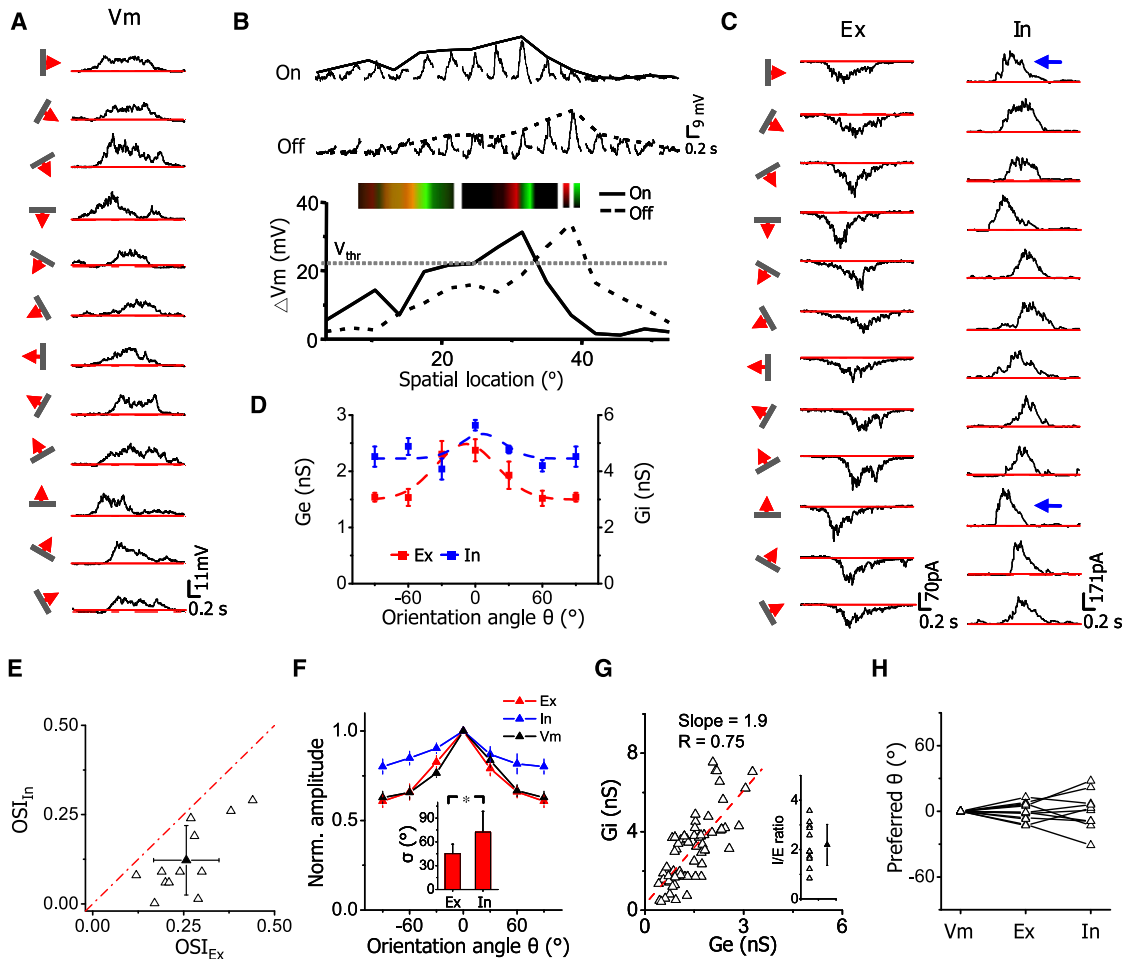 A
Vm
11mV
0.2 s
B
On
Off
9 mV
0.2 s
On
Off
△Vm (mV)
40
20
0
Vthr
20
40
Spatial location (°)
C
Ex
In
70pA
0.2 s
171pA
0.2 s
D
Ge (nS)
3
2
1
0
6
5
4
3
2
1
0
Gi (nS)
Ex
In
-60
0
60
Orientation angle θ (°)
E
OSIIn
0.50
0.25
0.00
0.00
0.25
0.50
OSIEx
F
Norm. amplitude
1.0
0.5
0.0
Ex
In
Vm
*
σ (°)
90
60
30
0
Ex
In
-60
0
60
Orientation angle θ (°)
G
Slope = 1.9
R = 0.75
Gi (nS)
8
4
0
I/E ratio
4
2
0
0
3
6
Ge (nS)
H
Preferred θ (°)
60
0
-60
Vm
Ex
In